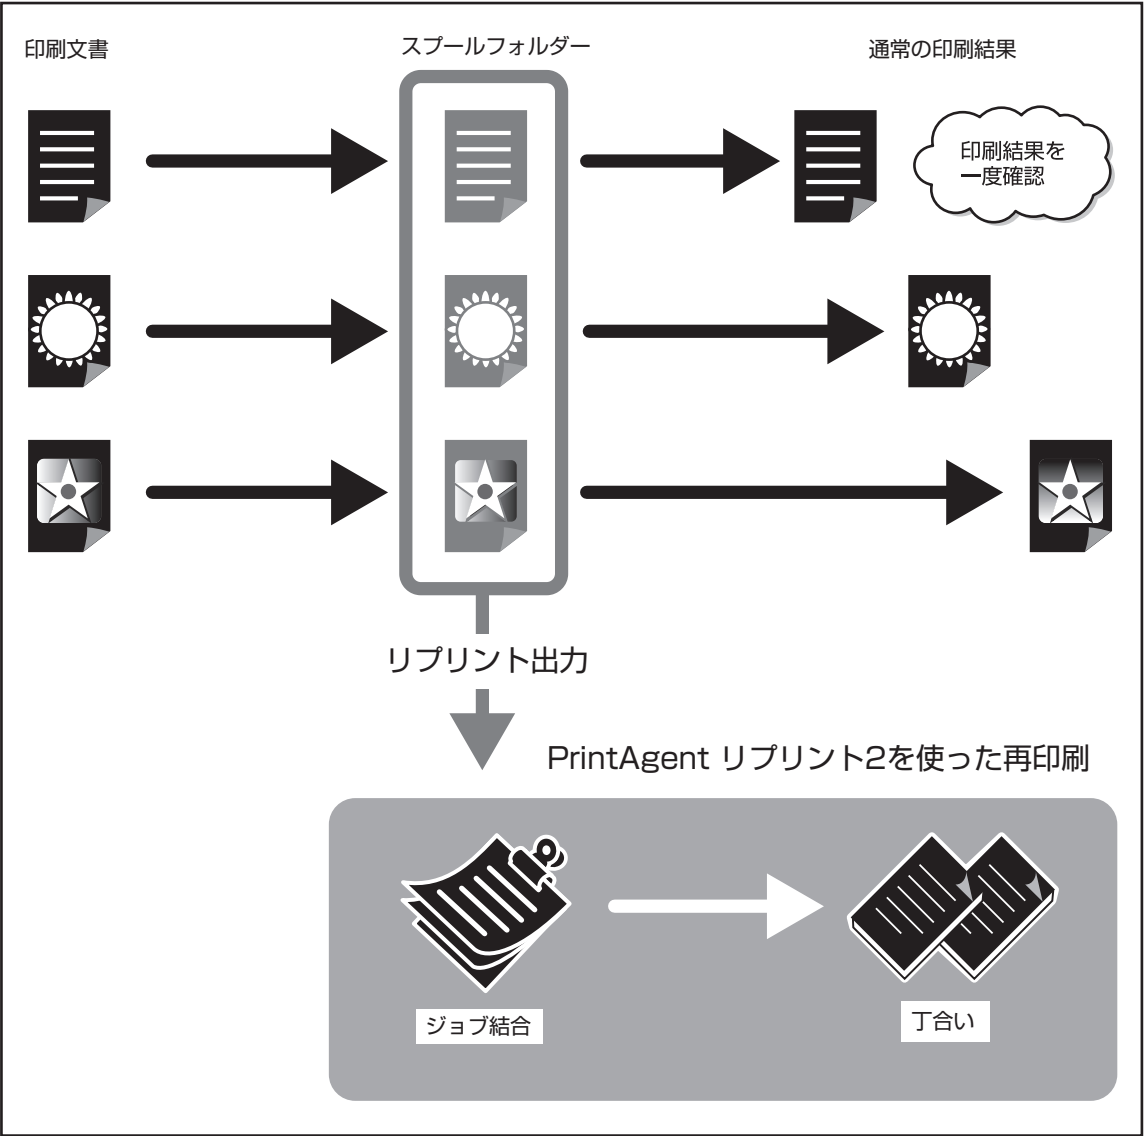 印刷文書
スプールフォルダー
通常の印刷結果
印刷結果を
一度確認
リプリント出力
PrintAgent リプリント2を使った再印刷
ジョブ結合
丁合い